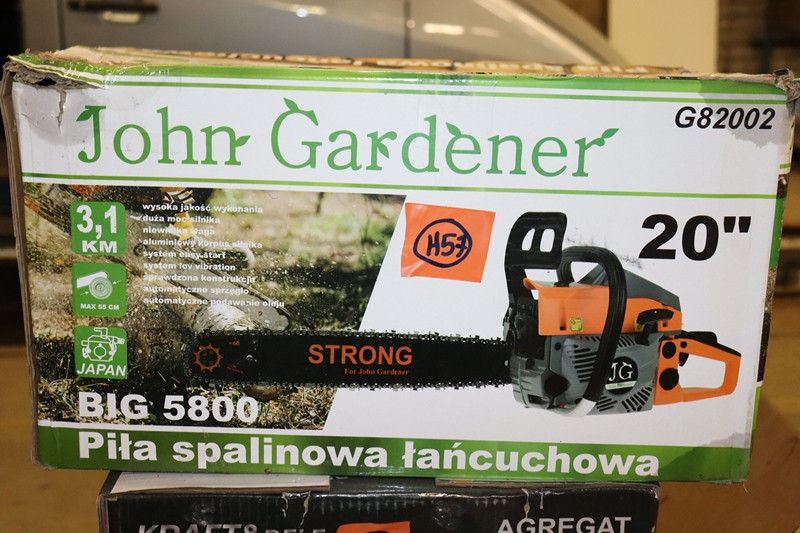 John Gardener
G82002
3,1
KM
MAX 55 CM
JAPAN
wysoka jakość wykonania
duża moc silnika
niewielka waga
aluminiowy korpus silnika
system easy start
system low vibration
sprawdzona konstrukcja
automatyczne sprzęgło
automatyczne podawanie oleju
H57
20"
STRONG
For John Gardener
JG
BIG 5800
Piła spalinowa łańcuchowa
AGREGAT